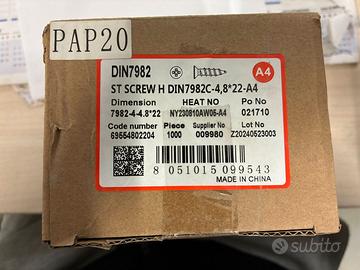 PAP20
DIN7982
A4
ST SCREW H DIN7982C-4,8*22-A4
Dimension HEAT NO Po No
7982-4-4.8*22 NY230810AW05-A4 021710
Code number Piece Supplier No Lot No
69554802204 1000 009980 Z20240523003
8 051015 099543
MADE IN CHINA
subito